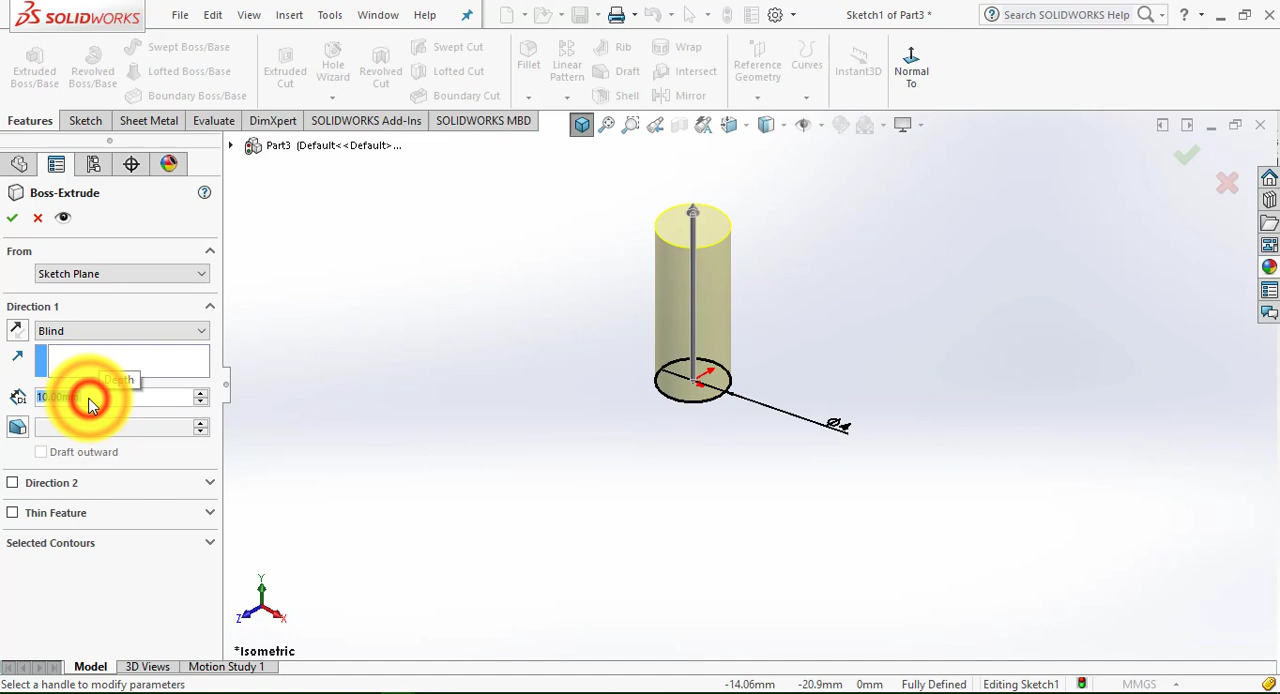 SOLIDWORKS File Edit View Insert Tools Window Help Sketch1 of Part3 * Search SOLIDWORKS Help ?
Extruded Boss/Base
Revolved Boss/Base
Swept Boss/Base
Lofted Boss/Base
Boundary Boss/Base
Extruded Cut
Hole Wizard
Revolved Cut
Swept Cut
Lofted Cut
Boundary Cut
Fillet
Linear Pattern
Rib
Draft
Shell
Wrap
Intersect
Mirror
Reference Geometry
Curves
Instant3D
Normal To
Features Sketch Sheet Metal Evaluate DimXpert SOLIDWORKS Add-Ins SOLIDWORKS MBD
Part3 (Default<<Default>...
Boss-Extrude
From
Sketch Plane
Direction 1
Blind
Depth
10.00mm
Draft outward
Direction 2
Thin Feature
Selected Contours
Ø4
Y
Z
X
*Isometric
Model 3D Views Motion Study 1
Select a handle to modify parameters -14.06mm -20.9mm 0mm Fully Defined Editing Sketch1 MMGS